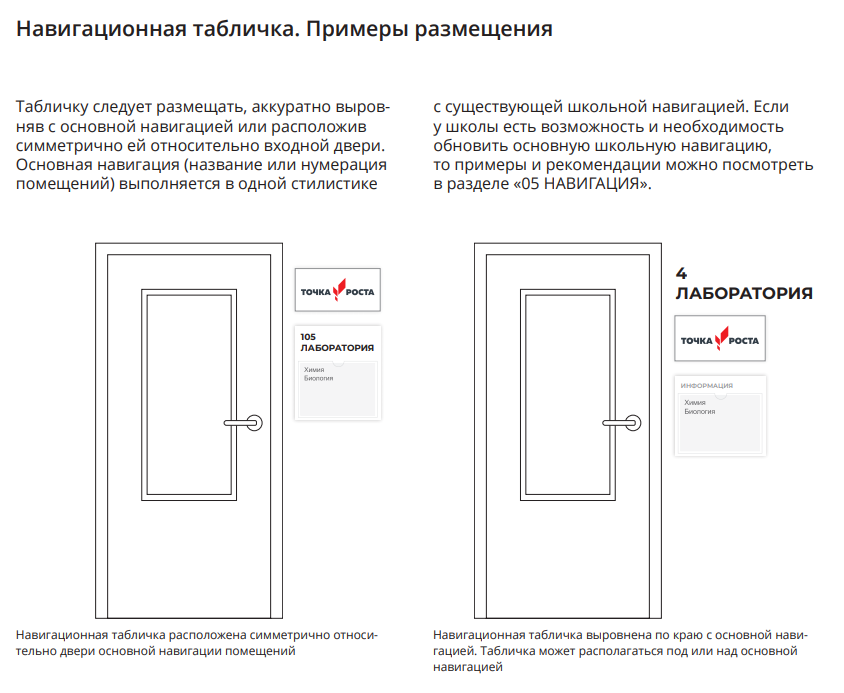 Навигационная табличка. Примеры размещения
Табличку следует размещать, аккуратно выров-
няв с основной навигацией или расположив
симметрично ей относительно входной двери.
Основная навигация (название или нумерация
помещений) выполняется в одной стилистике
с существующей школьной навигацией. Если
у школы есть возможность и необходимость
обновить основную школьную навигацию,
то примеры и рекомендации можно посмотреть
в разделе «05 НАВИГАЦИЯ».
ТОЧКА РОСТА
105
ЛАБОРАТОРИЯ
Химия
Биология
4
ЛАБОРАТОРИЯ
ТОЧКА РОСТА
ИНФОРМАЦИЯ
Химия
Биология
Навигационная табличка расположена симметрично относи-
тельно двери основной навигации помещений
Навигационная табличка выровнена по краю с основной нави-
гацией. Табличка может располагаться под или над основной
навигацией